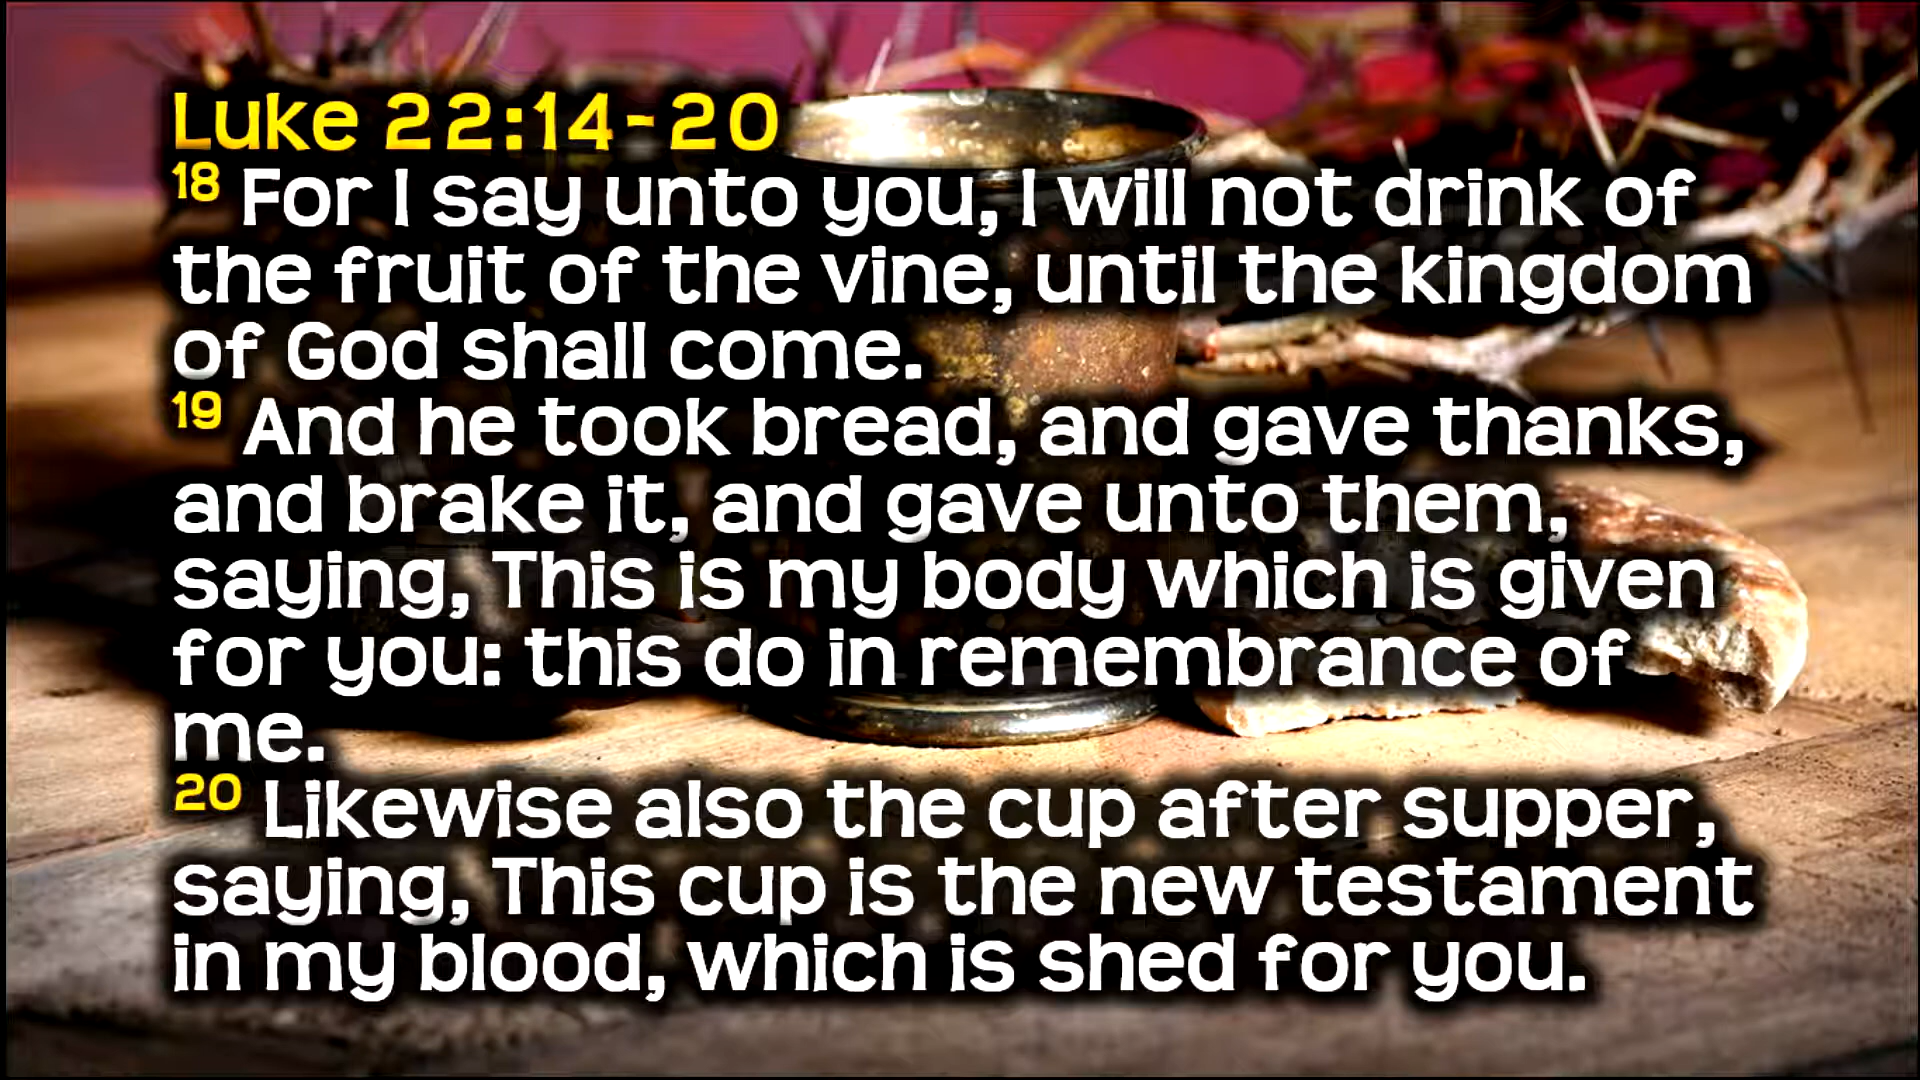 Luke 22:14-20
18 For I say unto you, I will not drink of
the fruit of the vine, until the kingdom
of God shall come.
19 And he took bread, and gave thanks,
and brake it, and gave unto them,
saying, This is my body which is given
for you: this do in remembrance of
me.
20 Likewise also the cup after supper,
saying, This cup is the new testament
in my blood, which is shed for you.